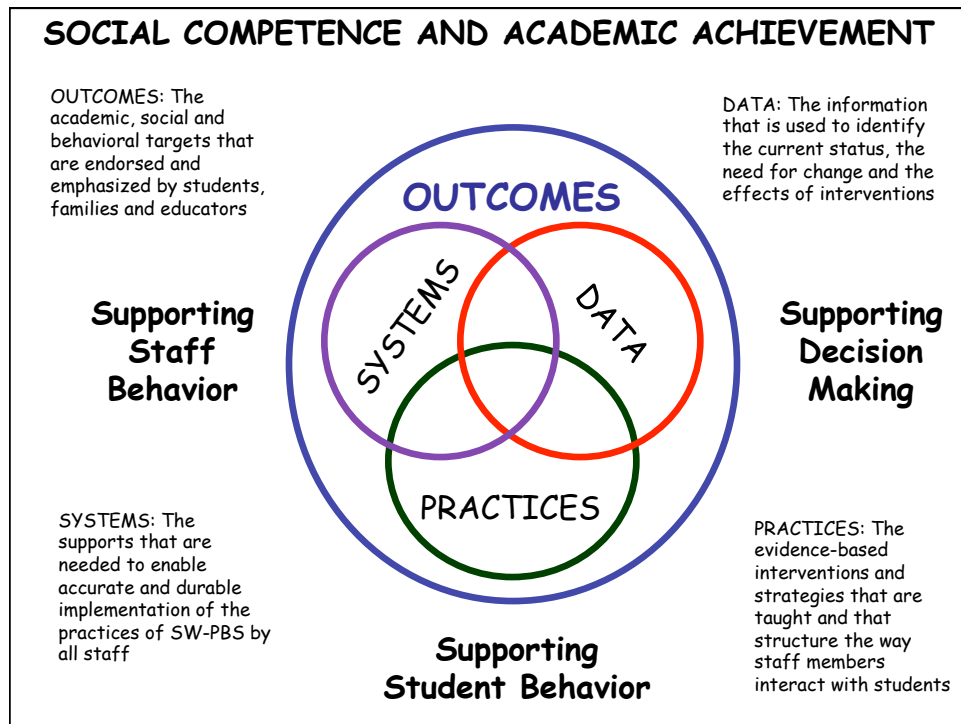 SOCIAL COMPETENCE AND ACADEMIC ACHIEVEMENT
OUTCOMES: The
academic, social and
behavioral targets that
are endorsed and
emphasized by students,
families and educators
DATA: The information
that is used to identify
the current status, the
need for change and the
effects of interventions
OUTCOMES
SYSTEMS
DATA
PRACTICES
Supporting
Staff
Behavior
Supporting
Decision
Making
SYSTEMS: The
supports that are
needed to enable
accurate and durable
implementation of the
practices of SW-PBS by
all staff
Supporting
Student Behavior
PRACTICES: The
evidence-based
interventions and
strategies that are
taught and that
structure the way
staff members
interact with students